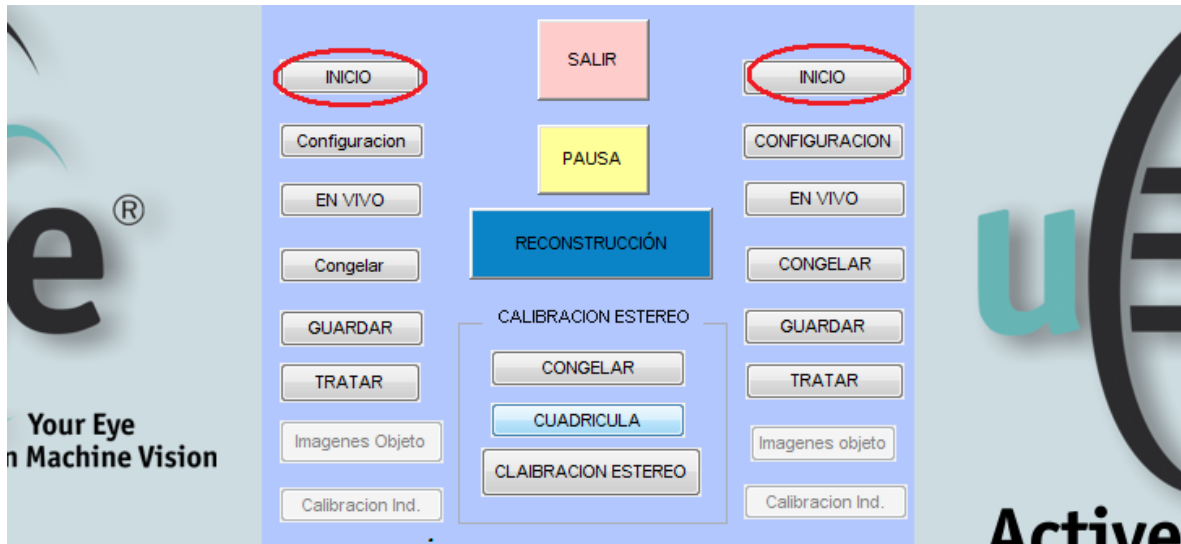 e®
Your Eye
n Machine Vision
INICIO
Configuracion
EN VIVO
Congelar
GUARDAR
TRATAR
Imagenes Objeto
Calibracion Ind.
SALIR
PAUSA
RECONSTRUCCIÓN
CALIBRACION ESTEREO
CONGELAR
CUADRICULA
CLAIBRACION ESTEREO
INICIO
CONFIGURACION
EN VIVO
CONGELAR
GUARDAR
TRATAR
Imagenes objeto
Calibracion Ind.
u
Active